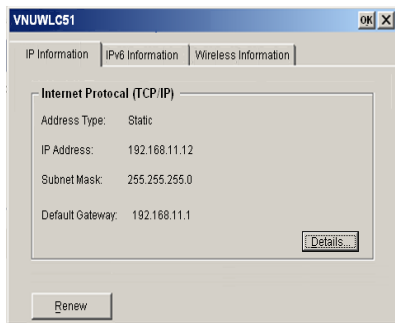 VNUWLC51 OK X
IP Information IPv6 Information Wireless Information
Internet Protocal (TCP/IP)
Address Type: Static
IP Address: 192.168.11.12
Subnet Mask: 255.255.255.0
Default Gateway: 192.168.11.1
Details...
Renew